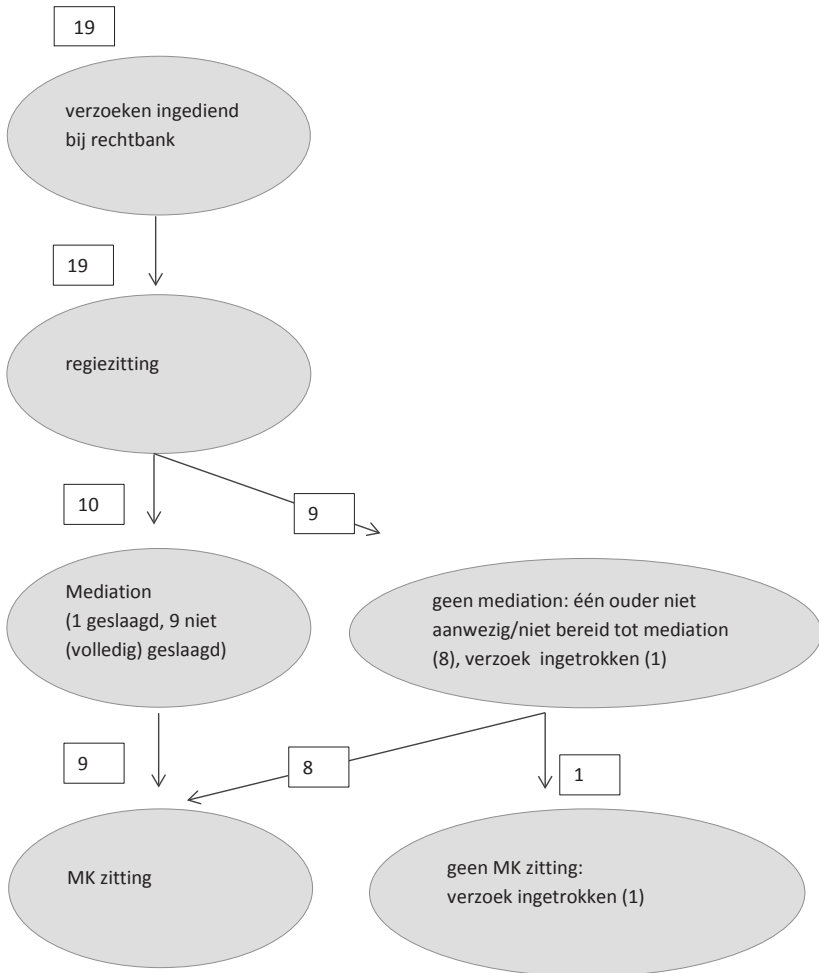 19
verzoeken ingediend
bij rechtbank
19
regiezitting
10
9
Mediation
(1 geslaagd, 9 niet
(volledig) geslaagd)
geen mediation: één ouder niet
aanwezig/niet bereid tot mediation
(8), verzoek ingetrokken (1)
9
8
1
MK zitting
geen MK zitting:
verzoek ingetrokken (1)